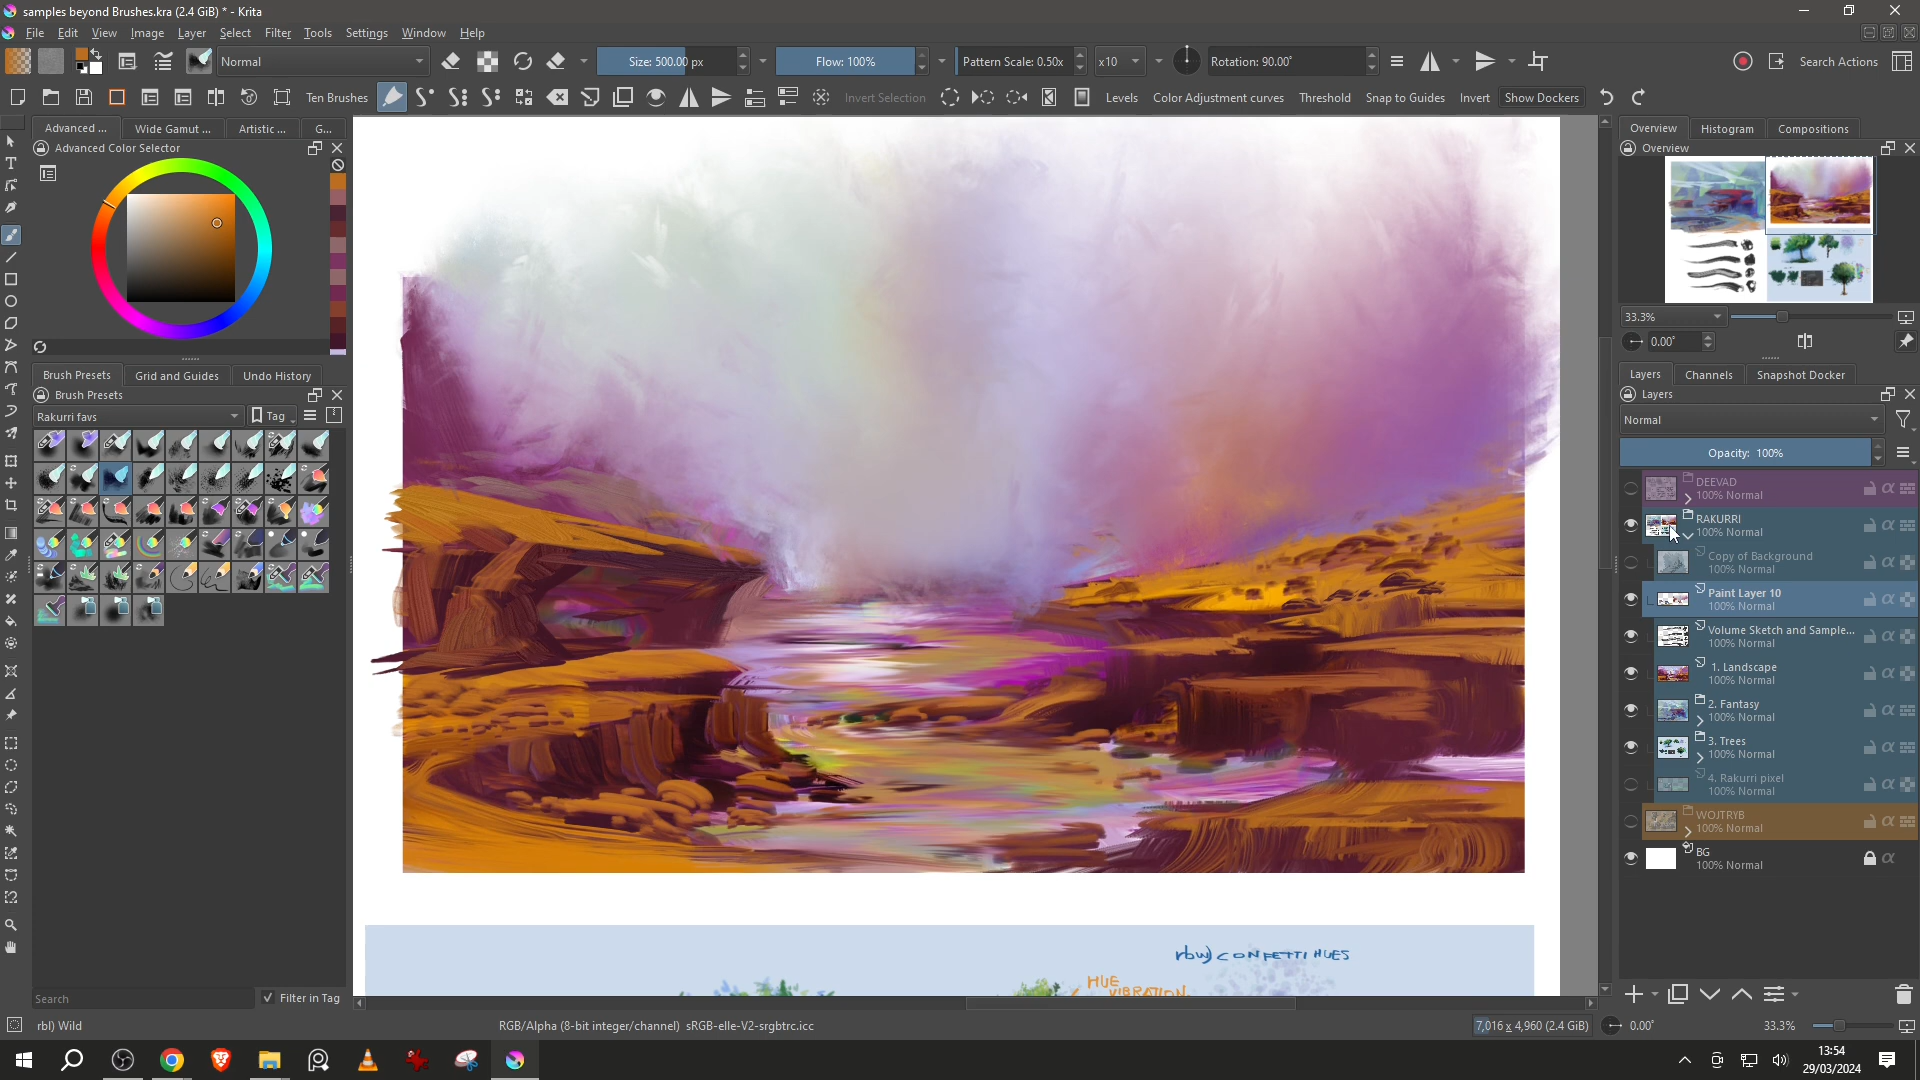 samples beyond Brushes.kra (2.4 GiB) * - Krita
File Edit View Image Layer Select Filter Tools Settings Window Help
Normal Size: 500.00 px Flow: 100% Pattern Scale: 0.50x x10 Rotation: 90.00° Search Actions
Ten Brushes Invert Selection Levels Color Adjustment curves Threshold Snap to Guides Invert Show Dockers
Advanced ... Wide Gamut ... Artistic ... G...
Advanced Color Selector
Brush Presets Grid and Guides Undo History
Brush Presets
Rakurri favs Tag
Search Filter in Tag
rbw) CONFETTI HUES
HUE
VIBRATION
Overview Histogram Compositions
Overview
33.3%
0.00°
Layers Channels Snapshot Docker
Layers
Normal
Opacity: 100%
DEEVAD
100% Normal
RAKURRI
100% Normal
Copy of Background
100% Normal
Paint Layer 10
100% Normal
Volume Sketch and Sample...
100% Normal
1. Landscape
100% Normal
2. Fantasy
100% Normal
3. Trees
100% Normal
4. Rakurri pixel
100% Normal
WOJTRYB
100% Normal
BG
100% Normal
rbl) Wild RGB/Alpha (8-bit integer/channel) sRGB-elle-V2-srgbtrc.icc 7,016 x 4,960 (2.4 GiB) 0.00° 33.3%
13:54
29/03/2024